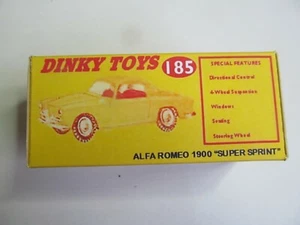 DINKY TOYS 185
SPECIAL FEATURES
Directional Control
4-Wheel Suspension
Windows
Seating
Steering Wheel
ALFA ROMEO 1900 "SUPER SPRINT"